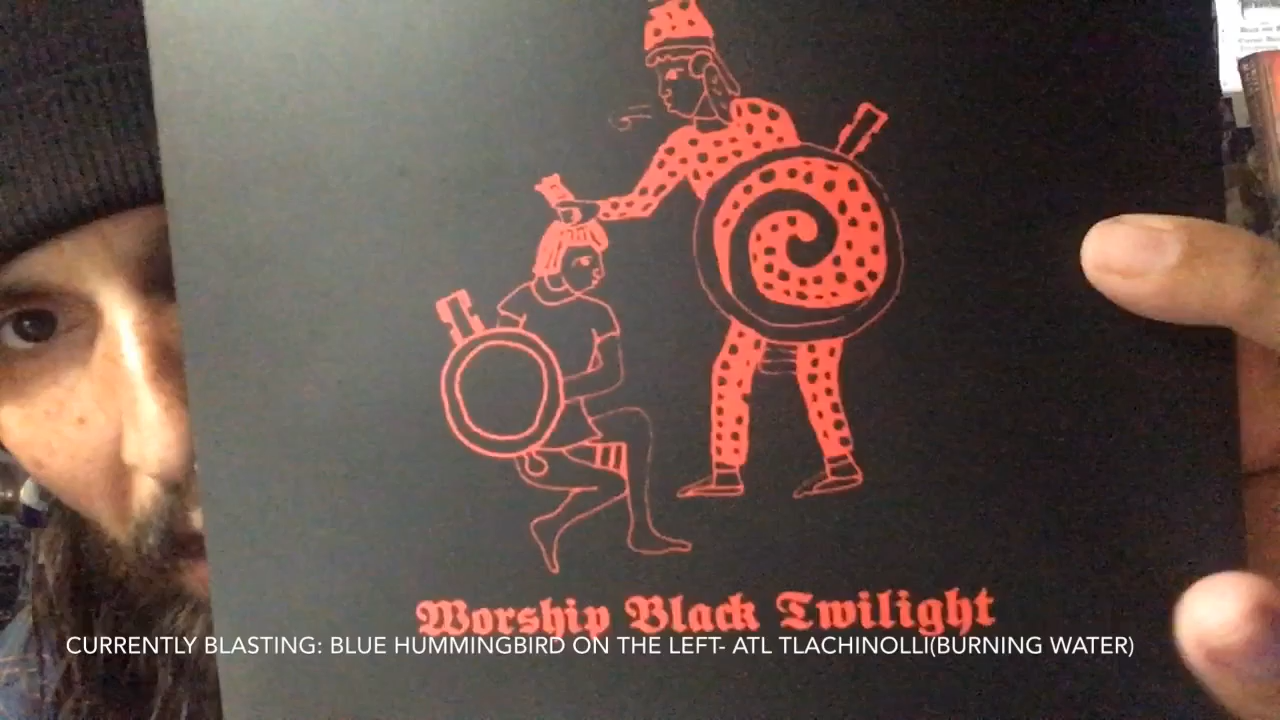 Worship Black Twilight
CURRENTLY BLASTING: BLUE HUMMINGBIRD ON THE LEFT- ATL TLACHINOLLI(BURNING WATER)